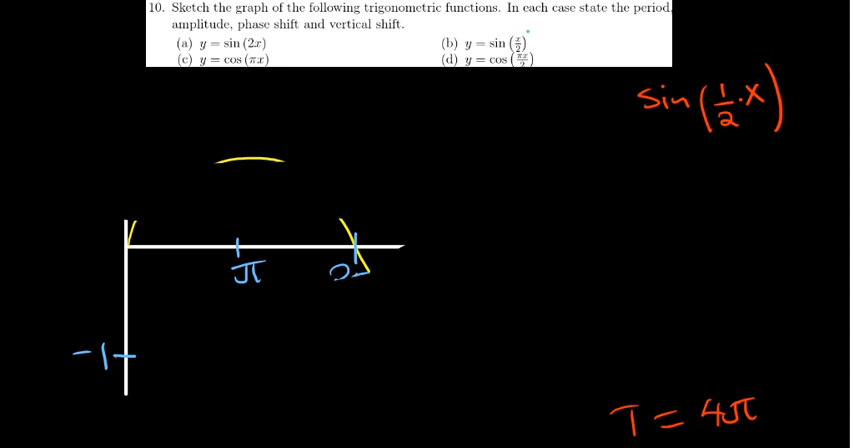 10. Sketch the graph of the following trigonometric functions. In each case state the period,
amplitude, phase shift and vertical shift.
(a) y = sin (2x) (b) y = sin (x/2)
(c) y = cos (πx) (d) y = cos (πx/2)
sin (1/2 · x)
π
-1
T = 4π